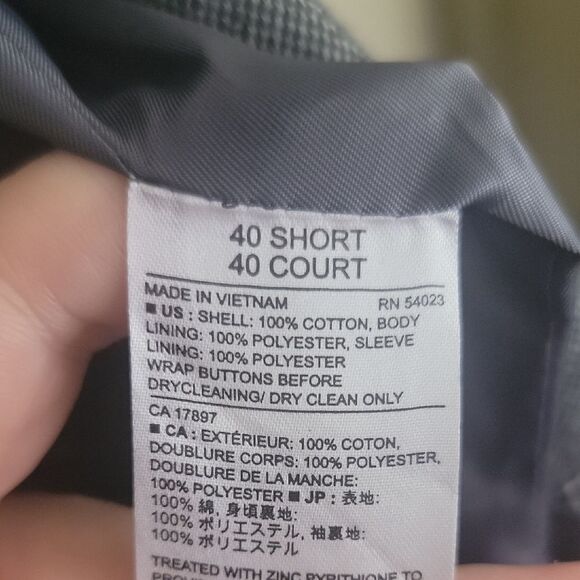 40 SHORT
40 COURT
MADE IN VIETNAM RN 54023
■ US : SHELL: 100% COTTON, BODY
LINING: 100% POLYESTER, SLEEVE
LINING: 100% POLYESTER
WRAP BUTTONS BEFORE
DRYCLEANING/ DRY CLEAN ONLY
CA 17897
■ CA : EXTÉRIEUR: 100% COTON,
DOUBLURE CORPS: 100% POLYESTER,
DOUBLURE DE LA MANCHE:
100% POLYESTER ■ JP : 表地:
100% 綿, 身頃裏地:
100% ポリエステル, 袖裏地:
100% ポリエステル
TREATED WITH ZINC PYRITHIONE TO